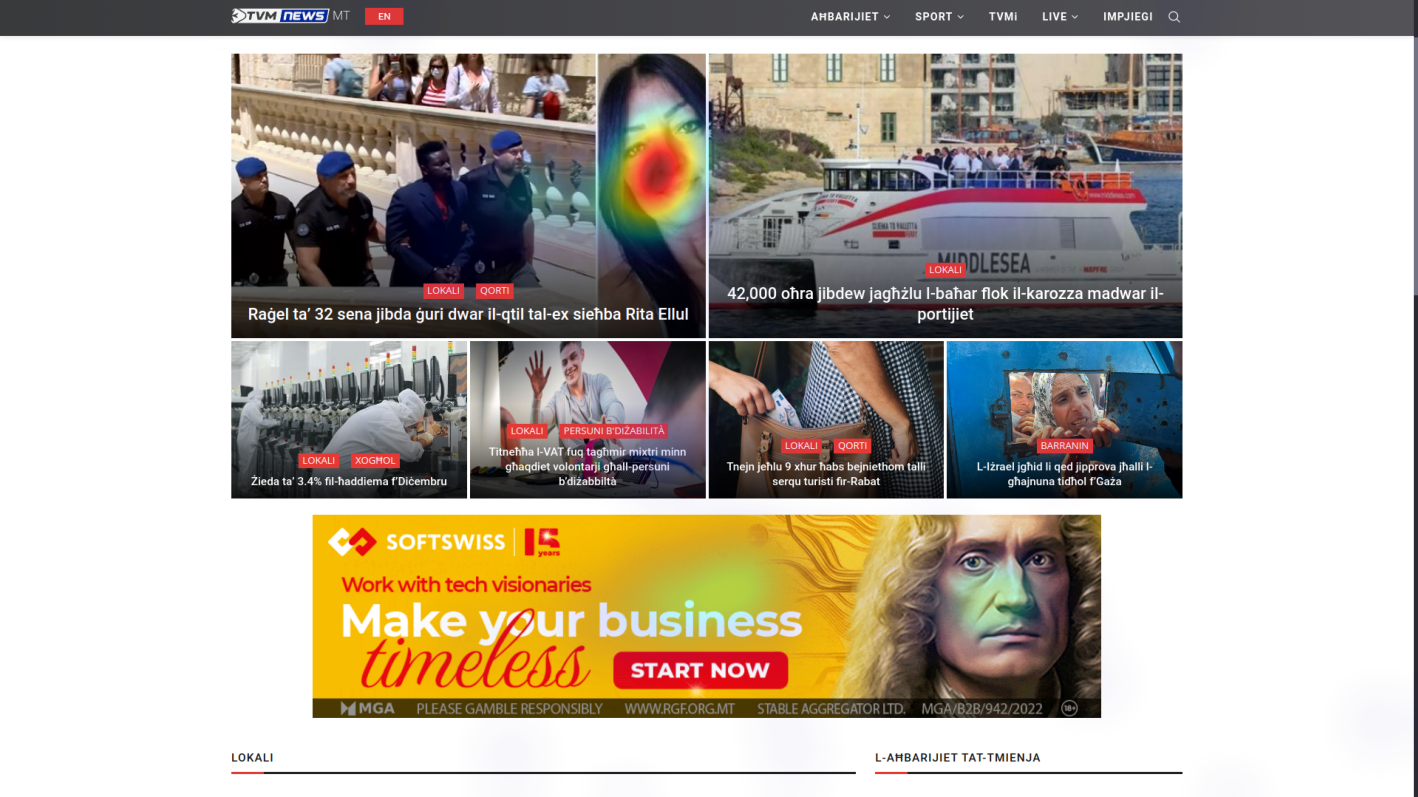 TVM NEWS MT
EN
AĦBARIJIET
SPORT
TVMi
LIVE
IMPJIEGI
LOKALI QORTI
Raġel ta’ 32 sena jibda ġuri dwar il-qtil tal-ex sieħba Rita Ellul
SLIEMA TO VALLETTA
MIDDLESEA
MAPFRE
LOKALI
42,000 oħra jibdew jagħżlu l-baħar flok il-karozza madwar il-
portijiet
LOKALI XOGĦOL
Żieda ta’ 3.4% fil-ħaddiema f’Diċembru
LOKALI PERSUNI B'DIŻABILITÀ
Titneħħa l-VAT fuq tagħmir mixtri minn
għaqdiet volontarji għall-persuni
b’diżabbiltà
LOKALI QORTI
Tnejn jeħlu 9 xhur ħabs bejniethom talli
serqu turisti fir-Rabat
BARRANIN
L-Iżrael jgħid li qed jipprova jħalli l-
għajnuna tidħol f’Gaża
SOFTSWISS 15
years
Work with tech visionaries
Make your business
timeless
START NOW
MGA PLEASE GAMBLE RESPONSIBLY WWW.RGF.ORG.MT STABLE AGGREGATOR LTD. MGA/B2B/942/2022 18+
LOKALI
L-AĦBARIJIET TAT-TMIENJA